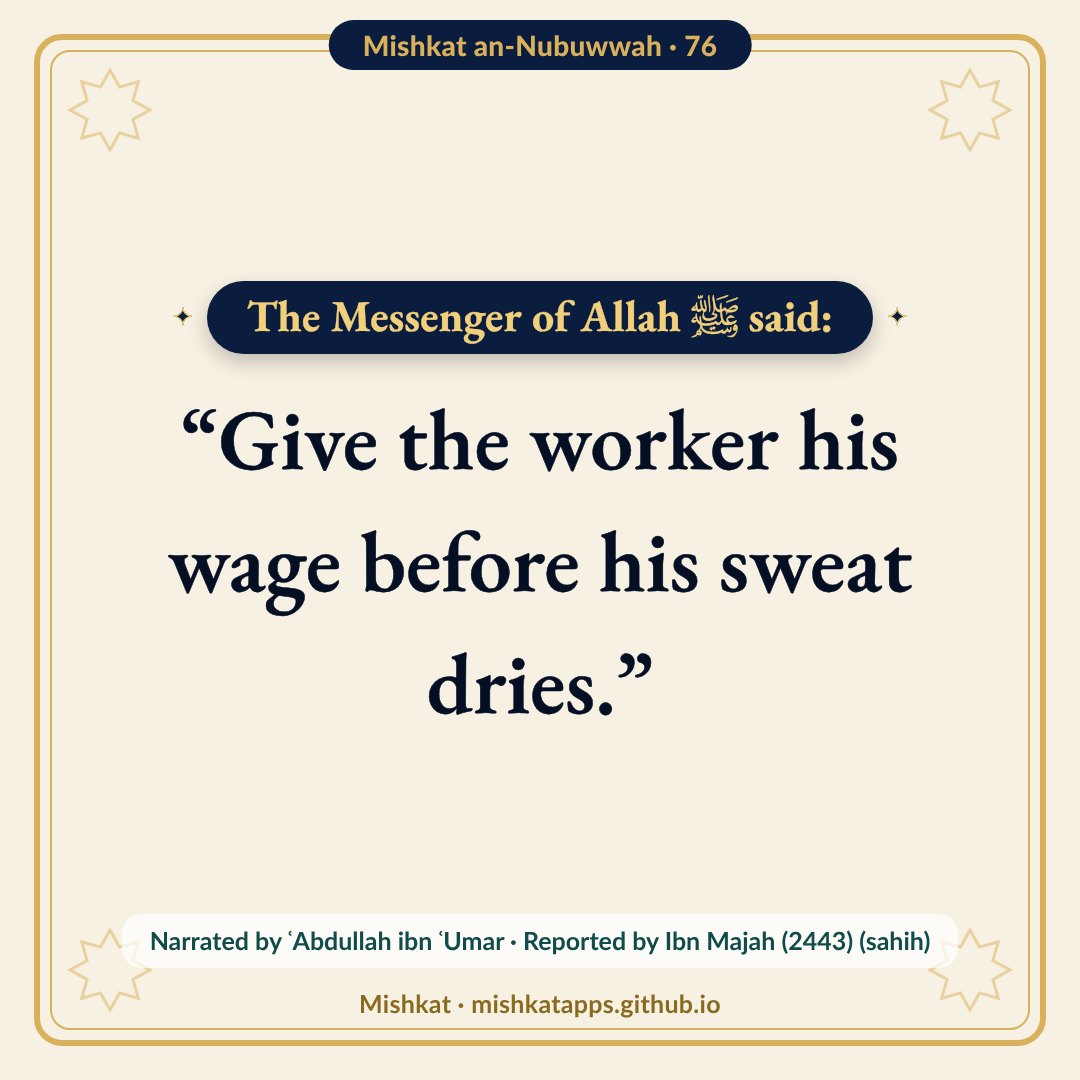 Mishkat an-Nubuwwah · 76
The Messenger of Allah ﷺ said:
“Give the worker his
wage before his sweat
dries.”
Narrated by ʿAbdullah ibn ʿUmar · Reported by Ibn Majah (2443) (sahih)
Mishkat · mishkatapps.github.io